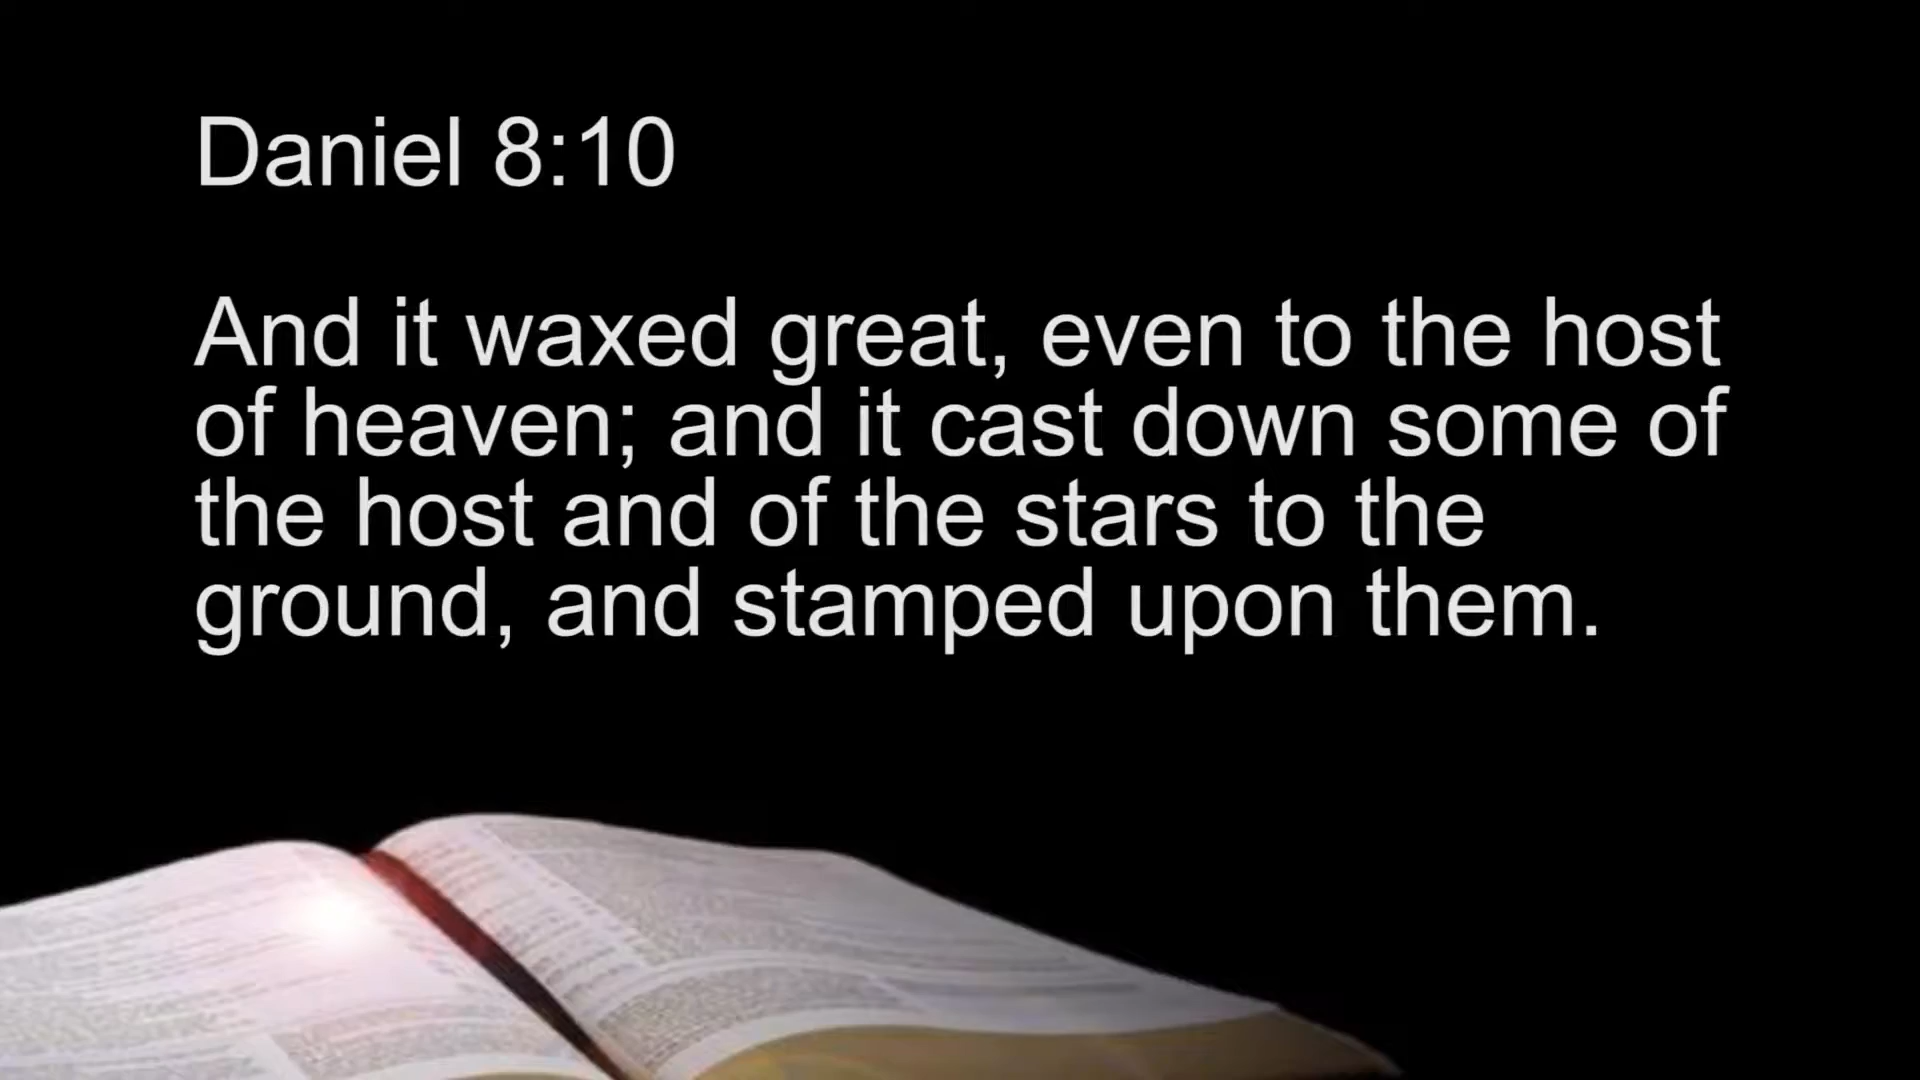 Daniel 8:10
And it waxed great, even to the host
of heaven; and it cast down some of
the host and of the stars to the
ground, and stamped upon them.